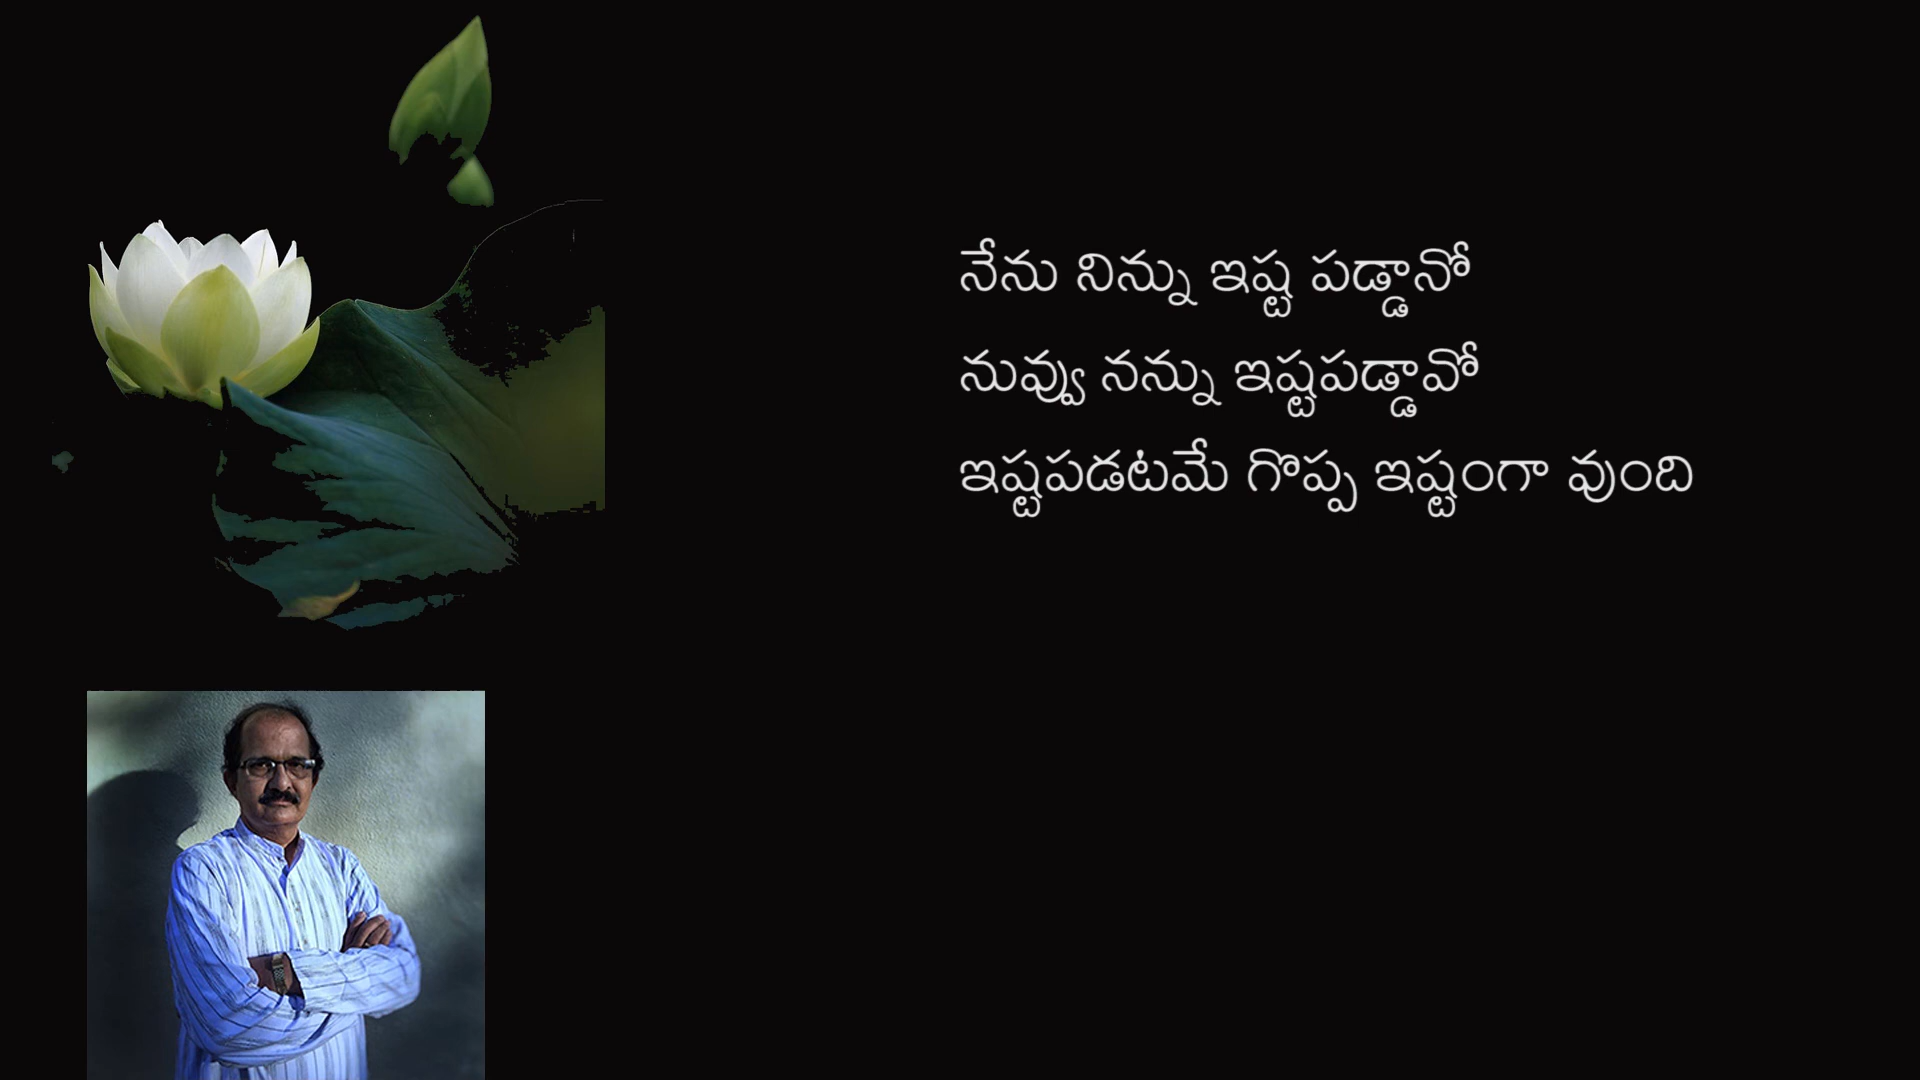 నేను నిన్ను ఇష్ట పడ్డానో
నువ్వు నన్ను ఇష్టపడ్డావో
ఇష్టపడటమే గొప్ప ఇష్టంగా వుంది